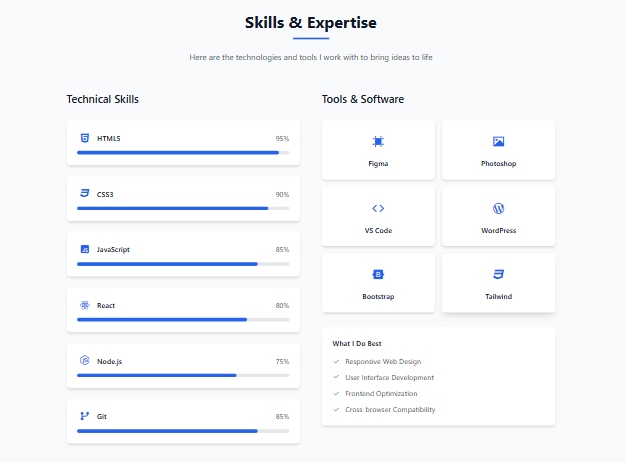 Skills & Expertise
Here are the technologies and tools I work with to bring ideas to life
Technical Skills
HTML5 95%
CSS3 90%
JavaScript 85%
React 80%
Node.js 75%
Git 85%
Tools & Software
Figma
Photoshop
VS Code
WordPress
Bootstrap
Tailwind
What I Do Best
Responsive Web Design
User Interface Development
Frontend Optimization
Cross-browser Compatibility